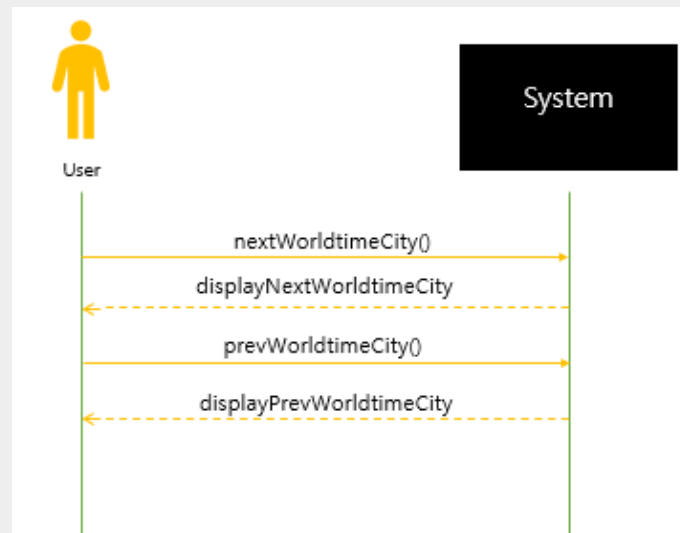 System
User
nextWorldtimeCity()
displayNextWorldtimeCity
prevWorldtimeCity()
displayPrevWorldtimeCity